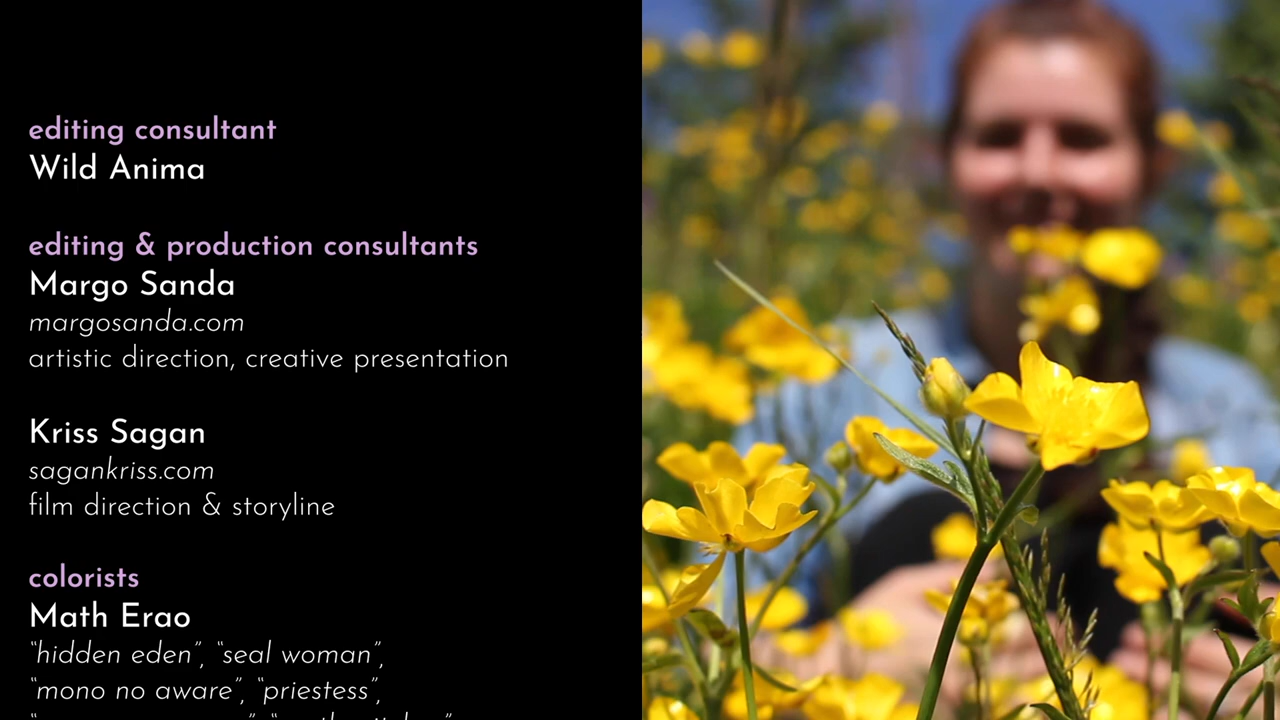 editing consultant
Wild Anima
editing & production consultants
Margo Sanda
margosanda.com
artistic direction, creative presentation
Kriss Sagan
sagankriss.com
film direction & storyline
colorists
Math Erao
"hidden eden", "seal woman",
"mono no aware", "priestess",